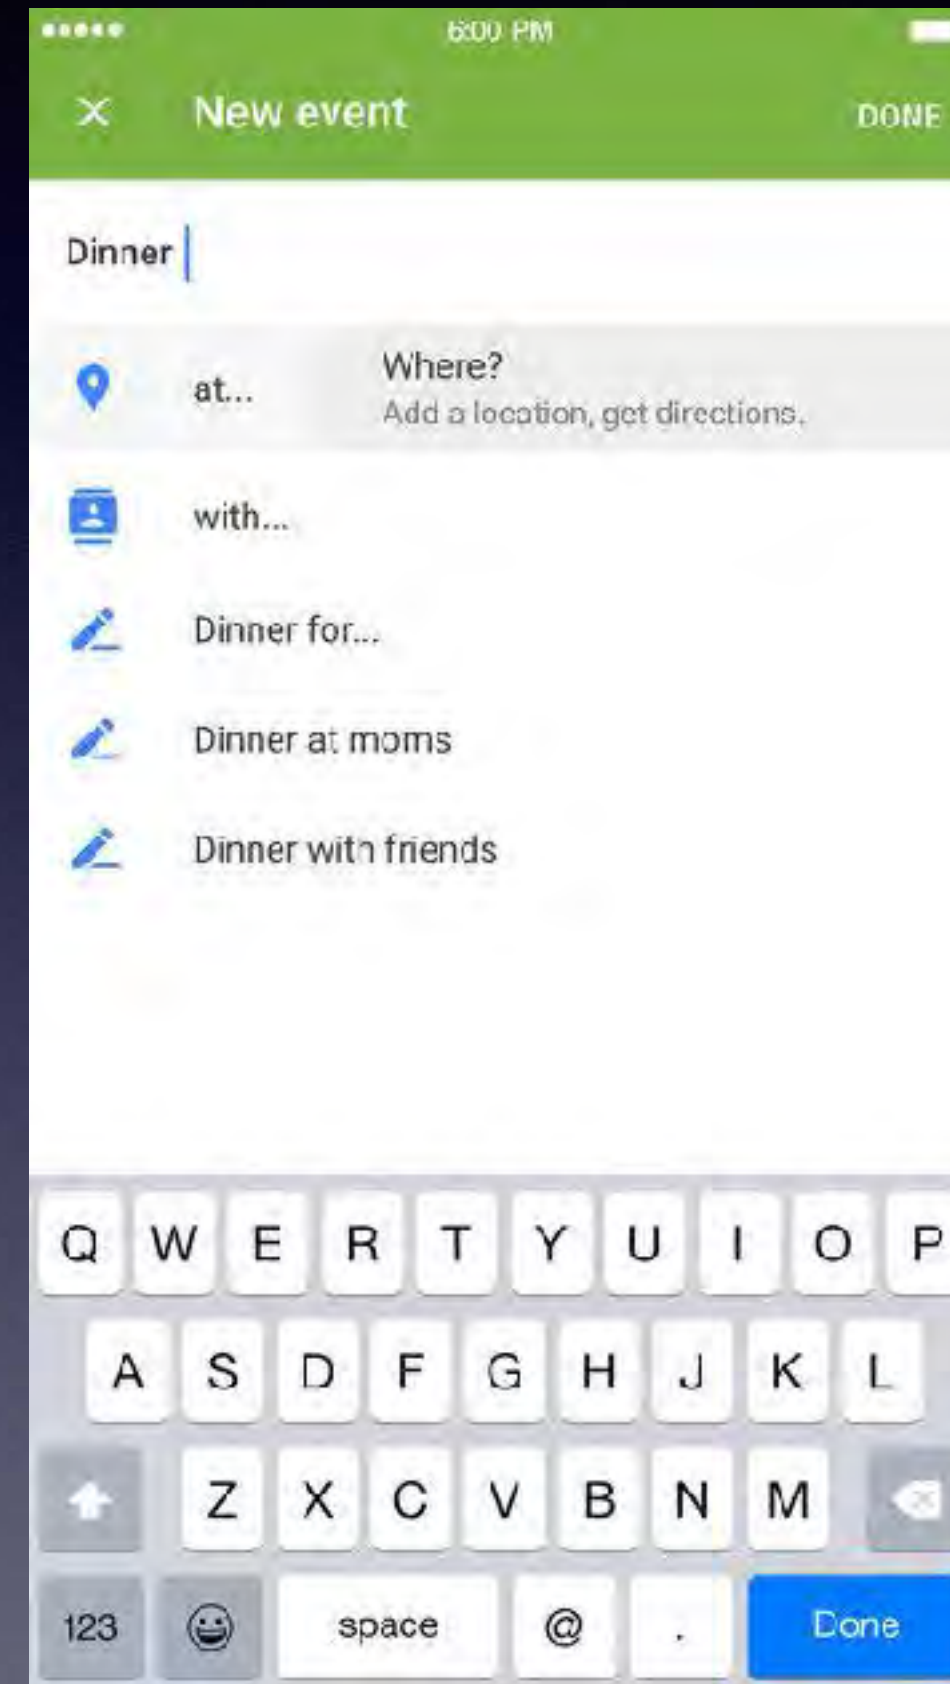 6:00 PM
New event
DONE
Dinner
at...
Where?
Add a location, get directions.
with...
Dinner for...
Dinner at moms
Dinner with friends
Q W E R T Y U I O P
A S D F G H J K L
Z X C V B N M
123 space @ . Done